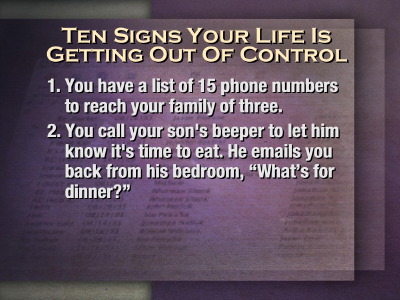 Ten Signs Your Life Is
Getting Out Of Control
1. You have a list of 15 phone numbers
to reach your family of three.
2. You call your son's beeper to let him
know it's time to eat. He emails you
back from his bedroom, “What’s for
dinner?”